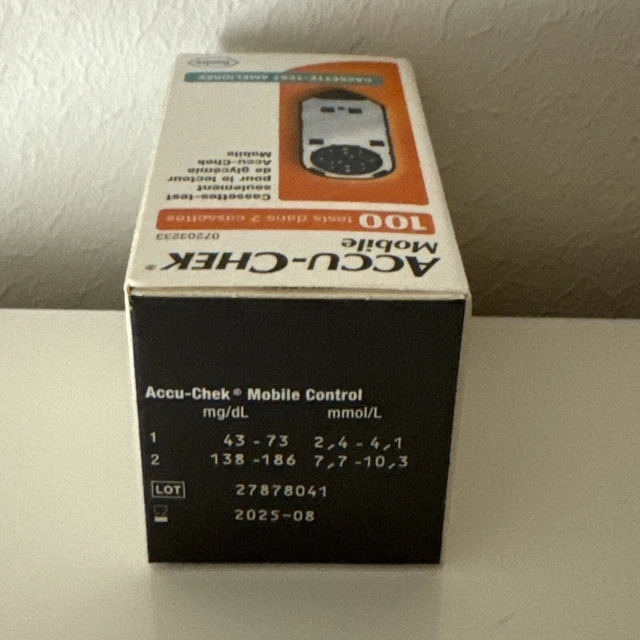 ACCU-CHEK®
Mobile
07203233
100 tests dans 2 cassettes
Cassettes-test
seulement
pour le lecteur
de glycémie
Accu-Chek
Mobile
CASSETTE-TEST AMÉLIORÉE
Roche
Accu-Chek® Mobile Control
mg/dL mmol/L
1 43 - 73 2,4 - 4,1
2 138 -186 7,7 -10,3
LOT 27878041
2025-08